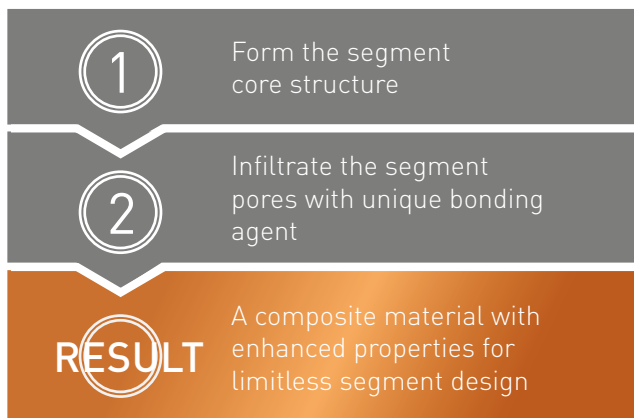 1
Form the segment
core structure
2
Infiltrate the segment
pores with unique bonding
agent
RESULT
A composite material with
enhanced properties for
limitless segment design